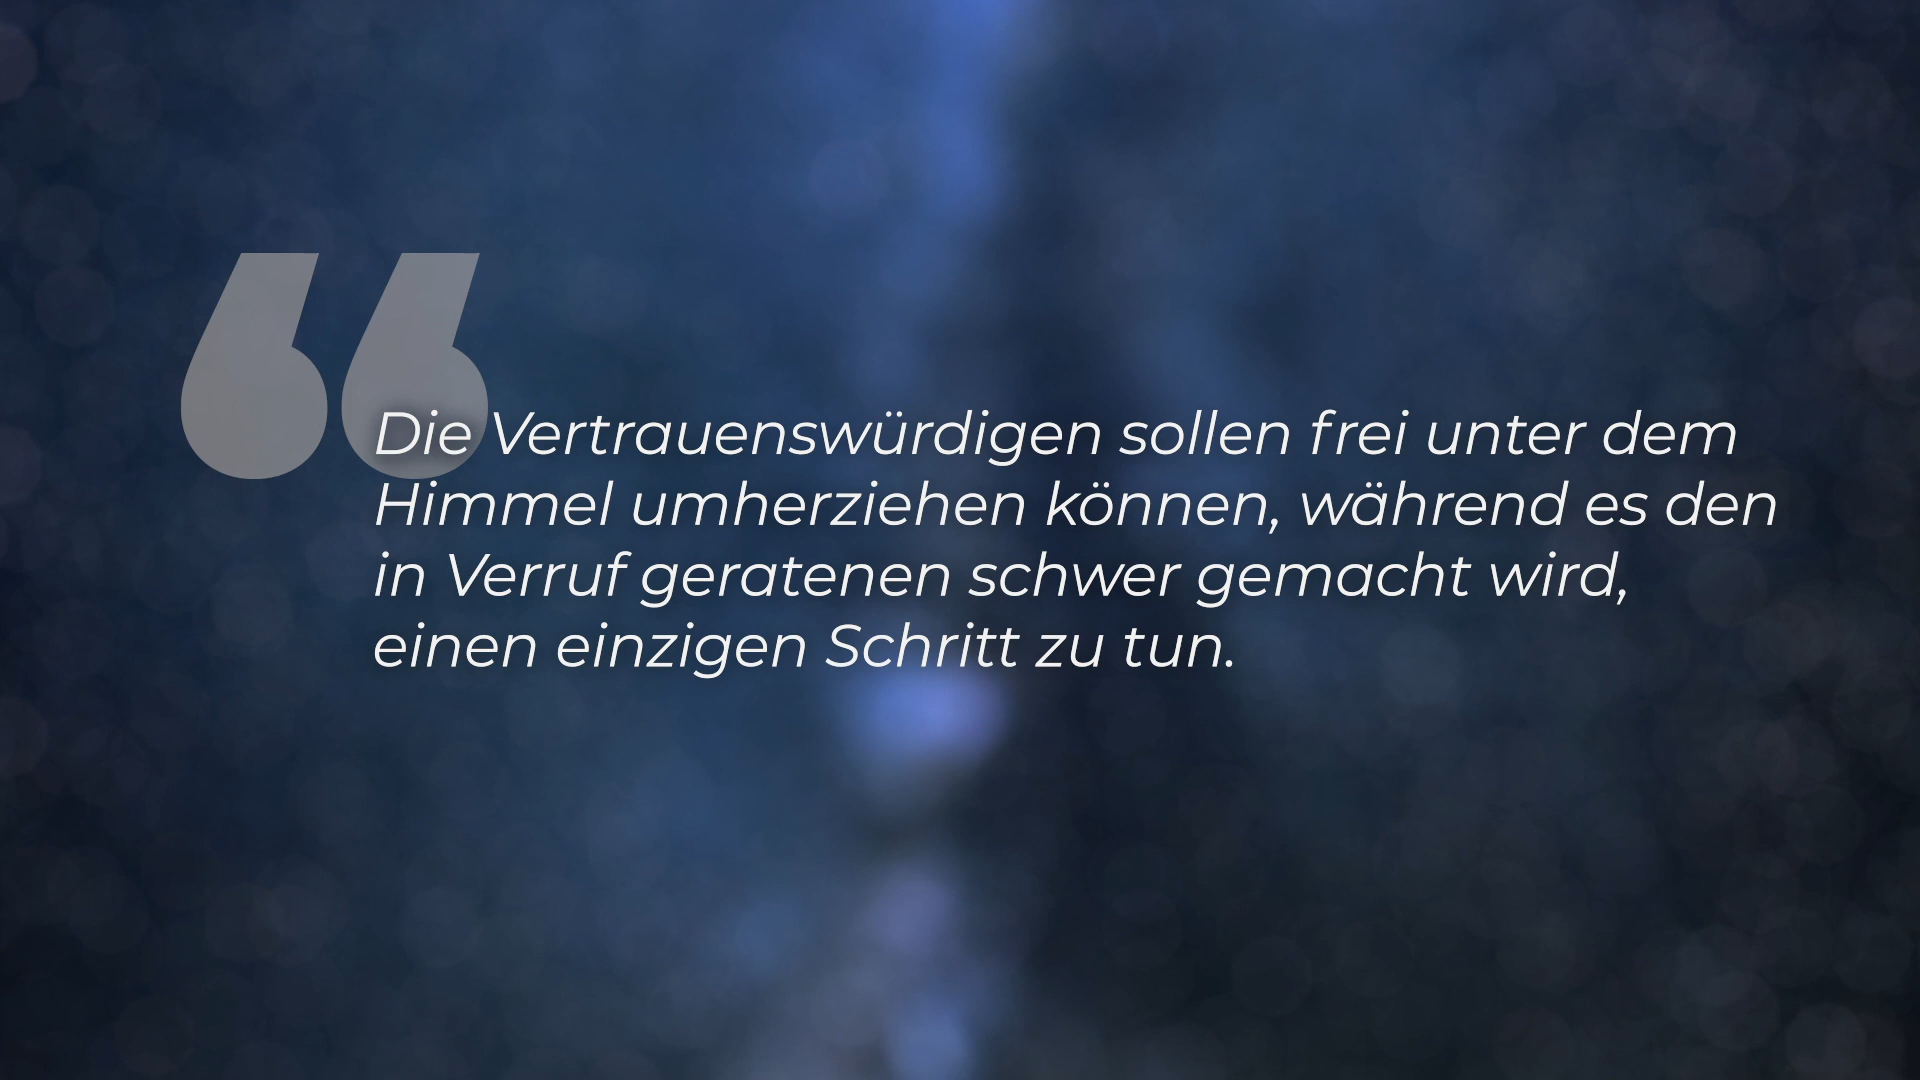 “
Die Vertrauenswürdigen sollen frei unter dem
Himmel umherziehen können, während es den
in Verruf geratenen schwer gemacht wird,
einen einzigen Schritt zu tun.